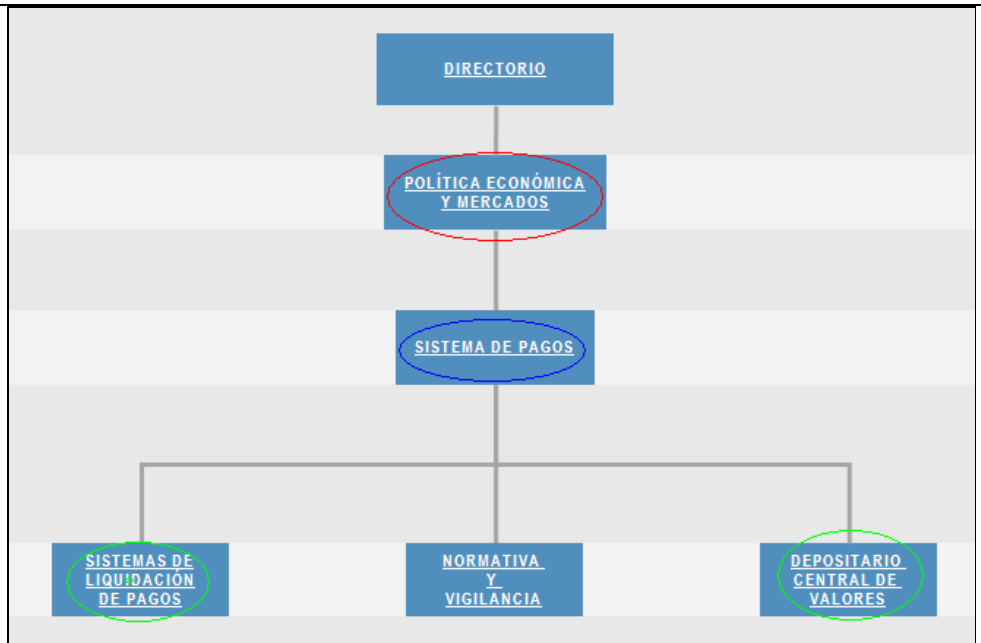 DIRECTORIO
POLÍTICA ECONÓMICA
Y MERCADOS
SISTEMA DE PAGOS
SISTEMAS DE
LIQUIDACIÓN
DE PAGOS
NORMATIVA
Y
VIGILANCIA
DEPOSITARIO
CENTRAL DE
VALORES